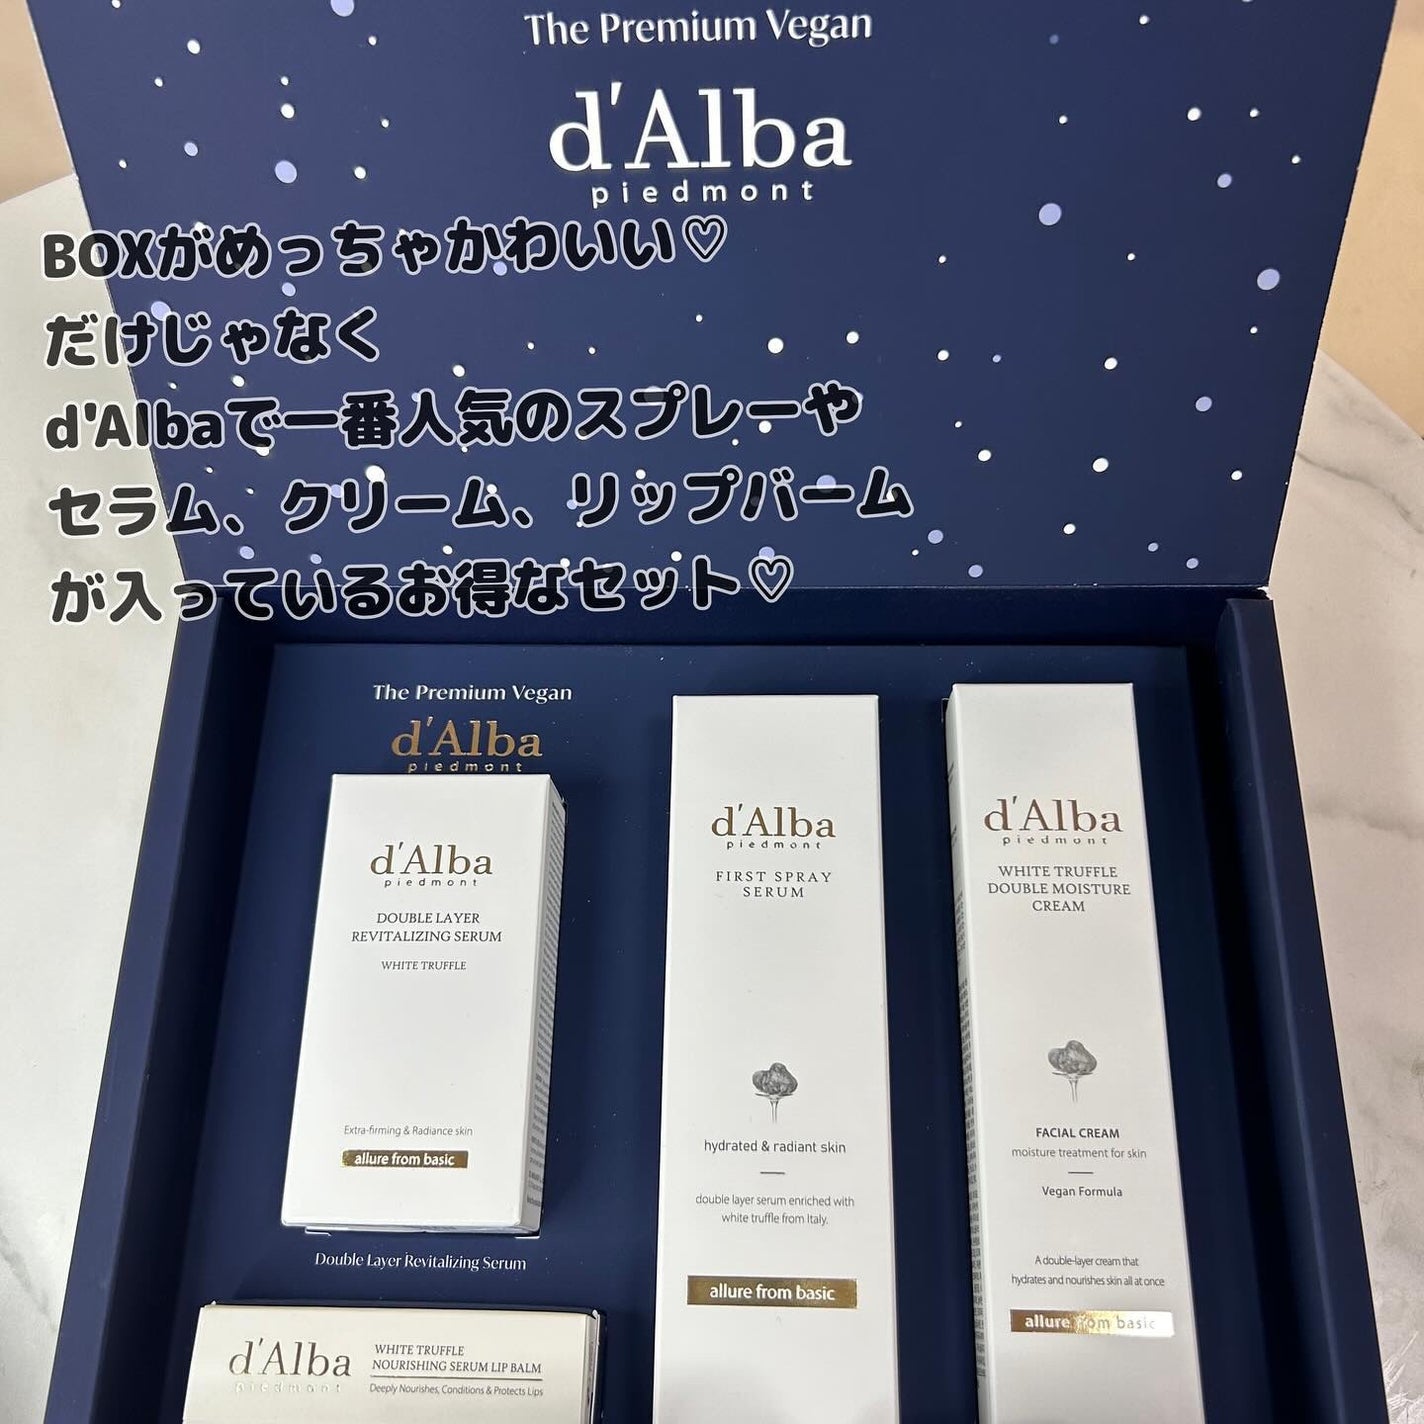 The Premium Vegan
d'Alba
piedmont
BOXがめっちゃかわいい♡
だけじゃなく
d'Albaで一番人気のスプレーや
セラム、クリーム、リップバーム
が入っているお得なセット♡
The Premium Vegan
d'Alba
piedmont
d'Alba
piedmont
DOUBLE LAYER
REVITALIZING SERUM
WHITE TRUFFLE
Extra-firming & Radiance skin
allure from basic
Double Layer Revitalizing Serum
d'Alba
piedmont
WHITE TRUFFLE
NOURISHING SERUM LIP BALM
Deeply Nourishes, Conditions & Protects Lips
d'Alba
piedmont
FIRST SPRAY
SERUM
hydrated & radiant skin
double layer serum enriched with
white truffle from Italy.
allure from basic
d'Alba
piedmont
WHITE TRUFFLE
DOUBLE MOISTURE
CREAM
FACIAL CREAM
moisture treatment for skin
Vegan Formula
A double-layer cream that
hydrates and nourishes skin all at once
allure from basic